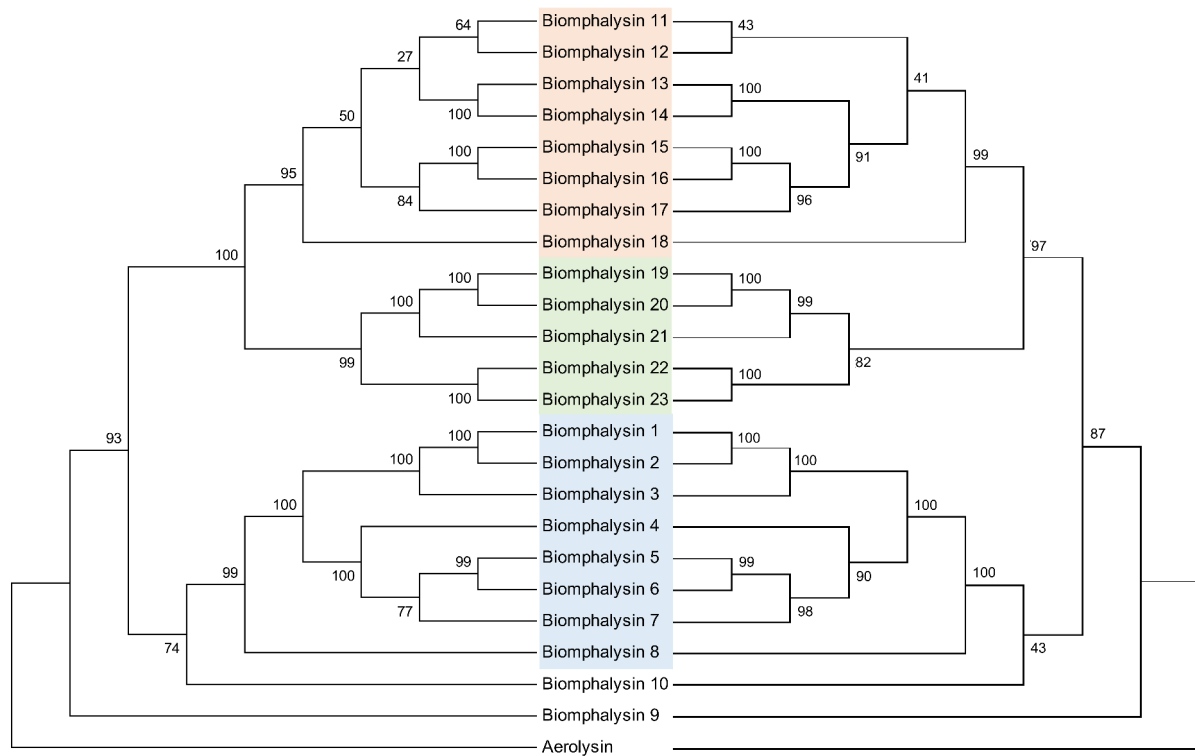 64 Biomphalysin 11 43
Biomphalysin 12
27 41
Biomphalysin 13 100
100 Biomphalysin 14
50
100 Biomphalysin 15 100 91
Biomphalysin 16 99
95
84 Biomphalysin 17 96
Biomphalysin 18
100 97
100 Biomphalysin 19 100
100 Biomphalysin 20 99
Biomphalysin 21
99 82
Biomphalysin 22 100
100 Biomphalysin 23
93 100 Biomphalysin 1 100 87
100 Biomphalysin 2 100
Biomphalysin 3
100 100
Biomphalysin 4
99 Biomphalysin 5 99
99 100 90 100
Biomphalysin 6
77 Biomphalysin 7 98
74 Biomphalysin 8 43
Biomphalysin 10
Biomphalysin 9
Aerolysin